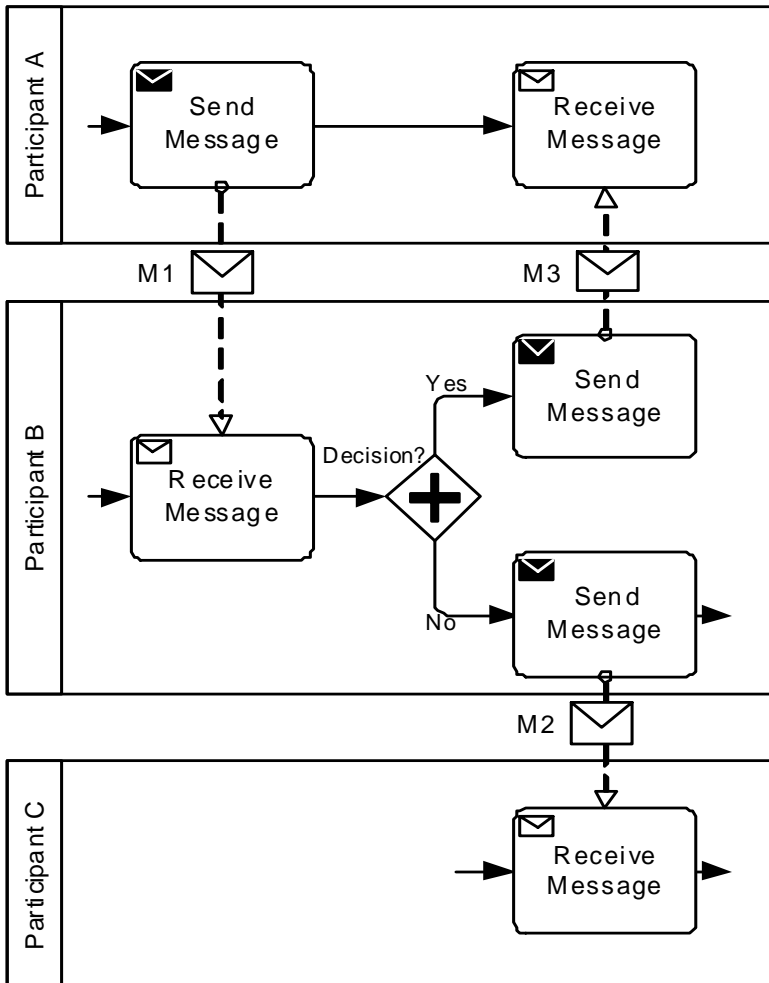 Participant A
Send
Message
Receive
Message
M1
M3
Participant B
Receive
Message
Decision?
Yes
No
Send
Message
Send
Message
M2
Participant C
Receive
Message